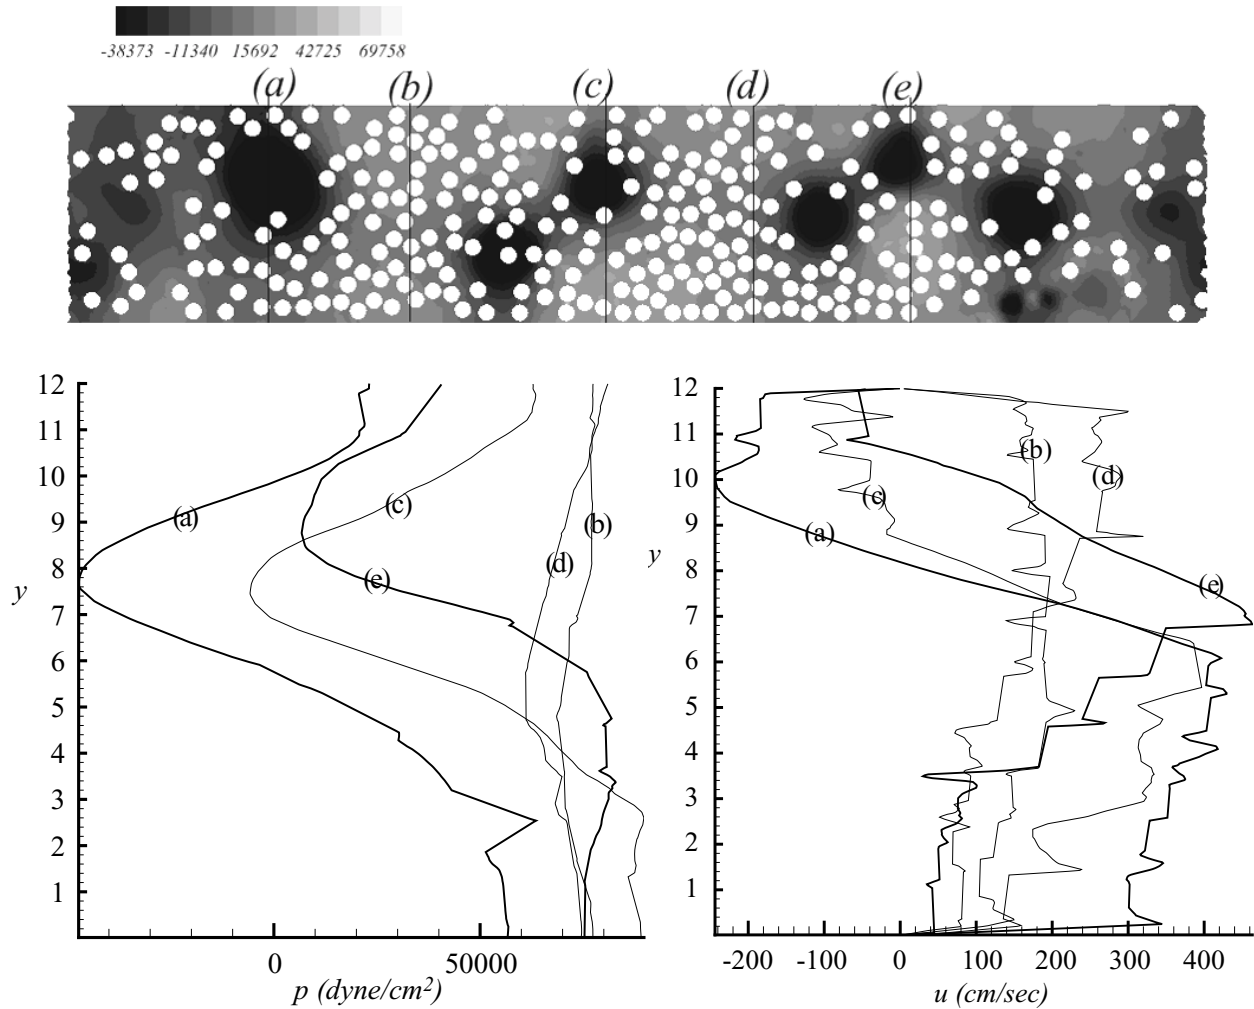 -38373 -11340 15692 42725 69758
(a) (b) (c) (d) (e)
12
11
10
9
8
7
6
5
4
3
2
1
y
(a)
(c)
(b)
(d)
(e)
0 50000
p (dyne/cm²)
12
11
10
9
8
7
6
5
4
3
2
1
y
(b)
(d)
(c)
(a)
(e)
-200 -100 0 100 200 300 400
u (cm/sec)